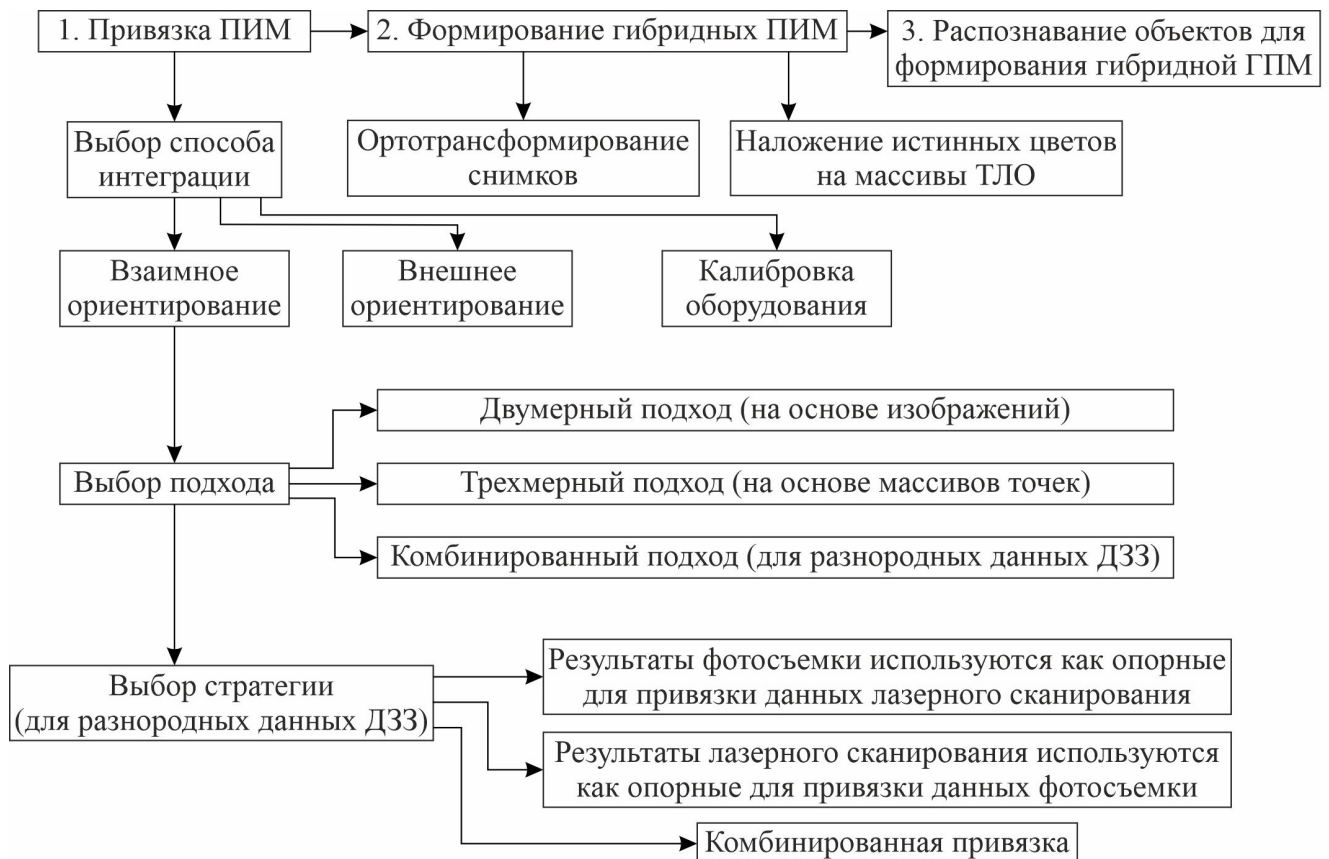 1. Привязка ПИМ
2. Формирование гибридных ПИМ
3. Распознавание объектов для
формирования гибридной ГПМ
Выбор способа
интеграции
Ортотрансформирование
снимков
Наложение истинных цветов
на массивы ТЛО
Взаимное
ориентирование
Внешнее
ориентирование
Калибровка
оборудования
Двумерный подход (на основе изображений)
Выбор подхода
Трехмерный подход (на основе массивов точек)
Комбинированный подход (для разнородных данных ДЗЗ)
Выбор стратегии
(для разнородных данных ДЗЗ)
Результаты фотосъемки используются как опорные
для привязки данных лазерного сканирования
Результаты лазерного сканирования используются
как опорные для привязки данных фотосъемки
Комбинированная привязка